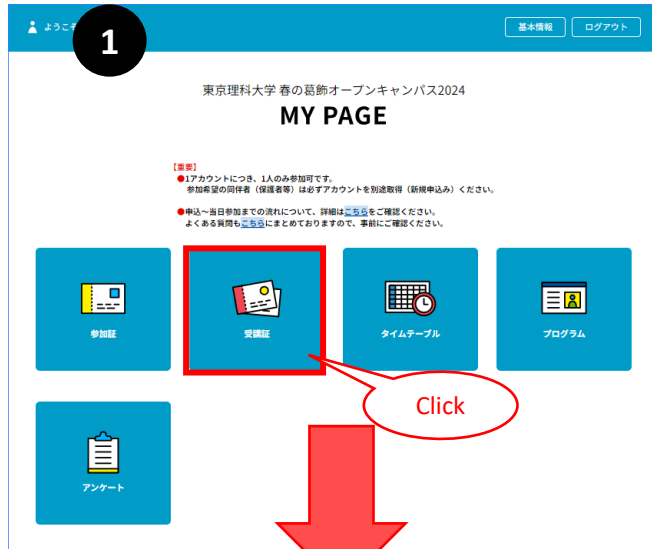 ようこそ
1
基本情報
ログアウト
東京理科大学 春の葛飾オープンキャンパス2024
MY PAGE
【重要】
●1アカウントにつき、1人のみ参加可です。
参加希望の同伴者（保護者等）は必ずアカウントを別途取得（新規申込み）ください。
●申込～当日参加までの流れについて、詳細はこちらをご確認ください。
よくある質問もこちらにまとめておりますので、事前にご確認ください。
参加証
受講証
タイムテーブル
プログラム
Click
アンケート